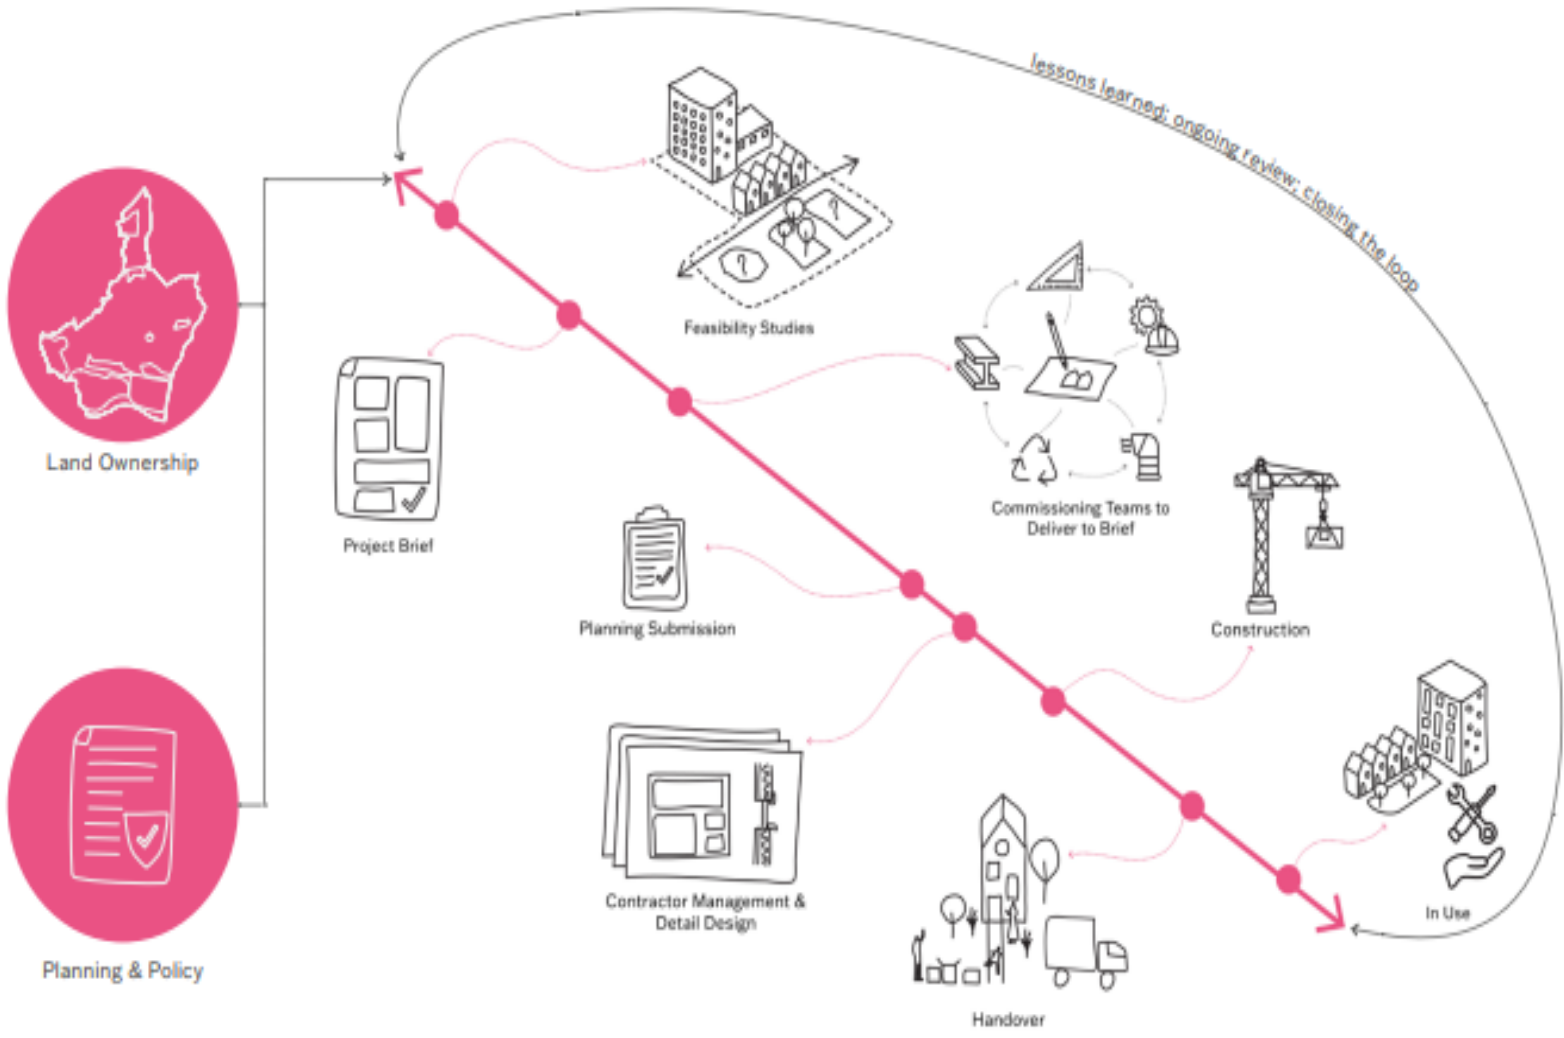 lessons learned; ongoing review; closing the loop
Feasibility Studies
Land Ownership
Commissioning Teams to
Deliver to Brief
Project Brief
Planning Submission
Construction
Contractor Management &
Detail Design
In Use
Planning & Policy
Handover